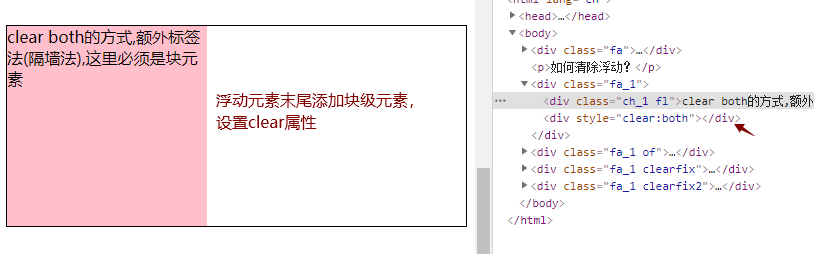 clear both的方式,额外标签
法(隔墙法),这里必须是块元
素
浮动元素末尾添加块级元素，
设置clear属性
<html lang="en">
▶<head>…</head>
▼<body>
▶<div class="fa">…</div>
<p>如何清除浮动？</p>
▼<div class="fa_1">
<div class="ch_1 fl">clear both的方式,额外
<div style="clear:both"></div>
</div>
▶<div class="fa_1 of">…</div>
▶<div class="fa_1 clearfix">…</div>
▶<div class="fa_1 clearfix2">…</div>
</body>
</html>